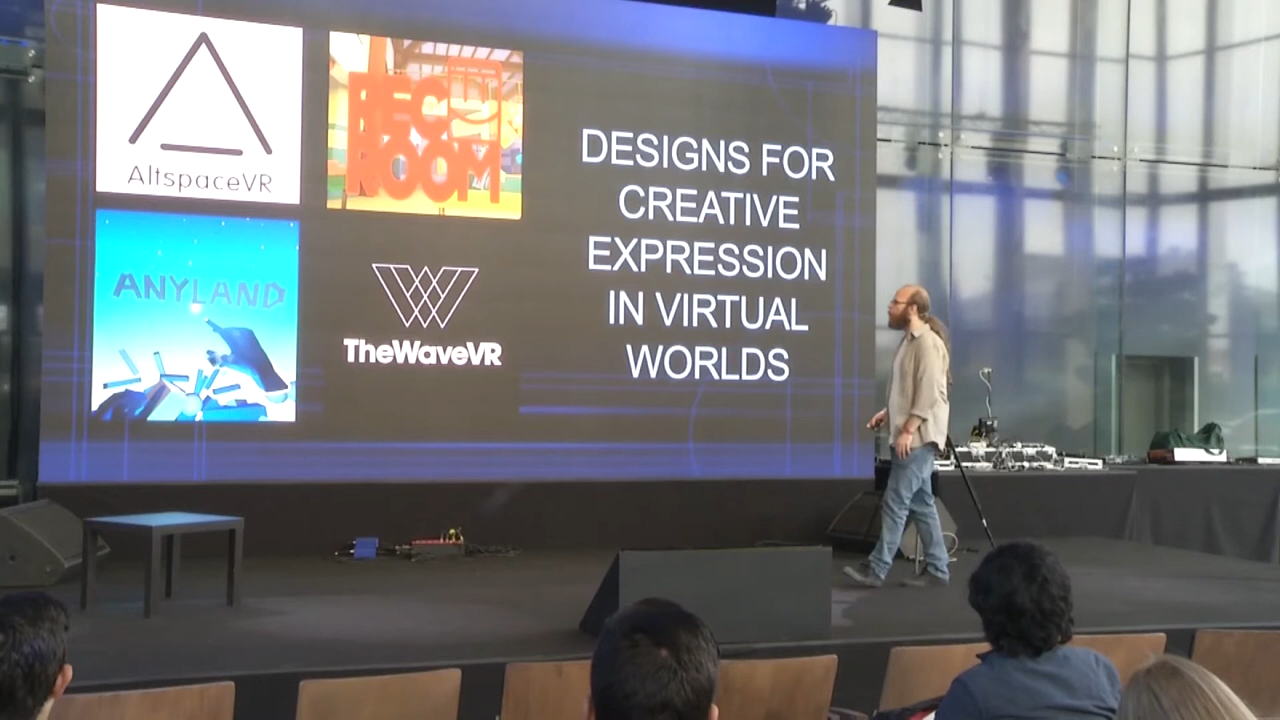 AltspaceVR
REC
ROOM
ANYLAND
TheWaveVR
DESIGNS FOR
CREATIVE
EXPRESSION
IN VIRTUAL
WORLDS